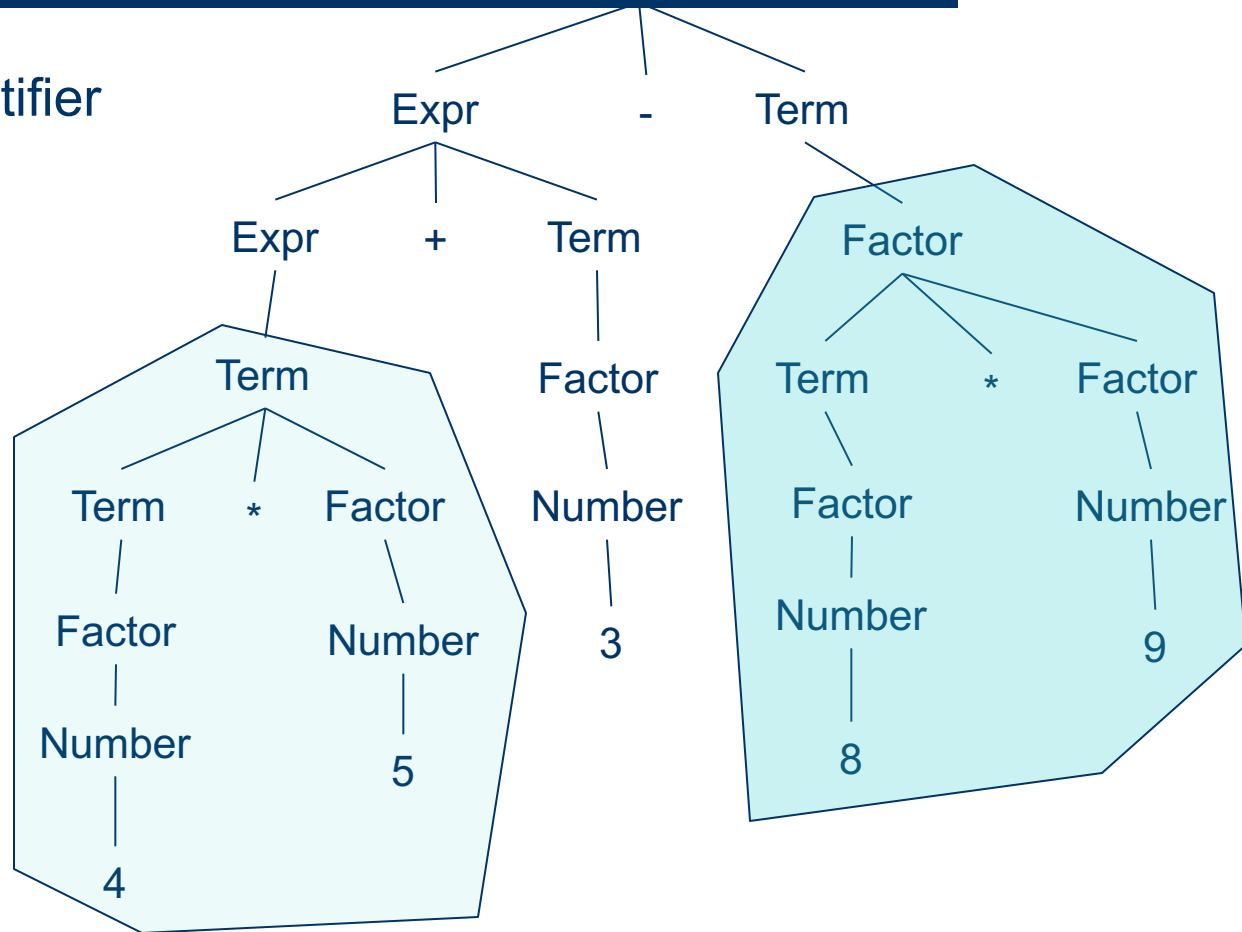 tifier
Expr - Term
Expr + Term Factor
Term Factor Term * Factor
Term * Factor Number Factor Number
Factor Number 3 Number 9
Number 5 8
4